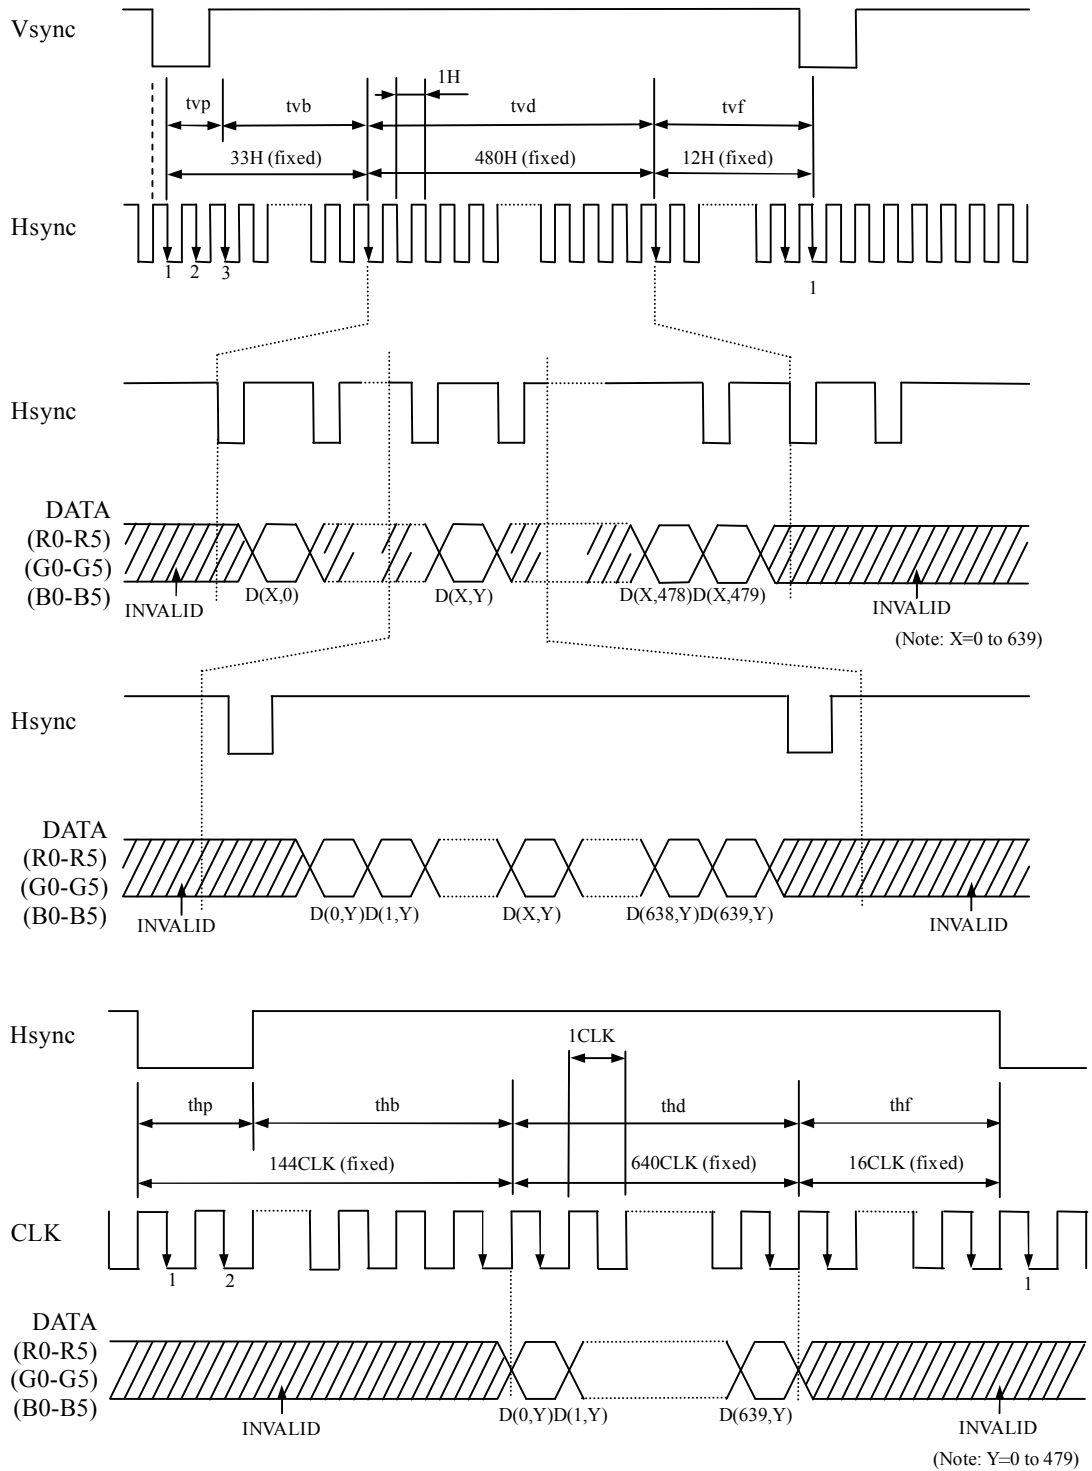 Vsync
1H
tvp
tvb
tvd
tvf
33H (fixed)
480H (fixed)
12H (fixed)
Hsync
1
2
3
1
Hsync
DATA
(R0-R5)
(G0-G5)
(B0-B5)
INVALID
D(X,0)
D(X,Y)
D(X,478)D(X,479)
INVALID
(Note: X=0 to 639)
Hsync
DATA
(R0-R5)
(G0-G5)
(B0-B5)
INVALID
D(0,Y)D(1,Y)
D(X,Y)
D(638,Y)D(639,Y)
INVALID
Hsync
1CLK
thp
thb
thd
thf
144CLK (fixed)
640CLK (fixed)
16CLK (fixed)
CLK
1
2
1
DATA
(R0-R5)
(G0-G5)
(B0-B5)
INVALID
D(0,Y)D(1,Y)
D(639,Y)
INVALID
(Note: Y=0 to 479)